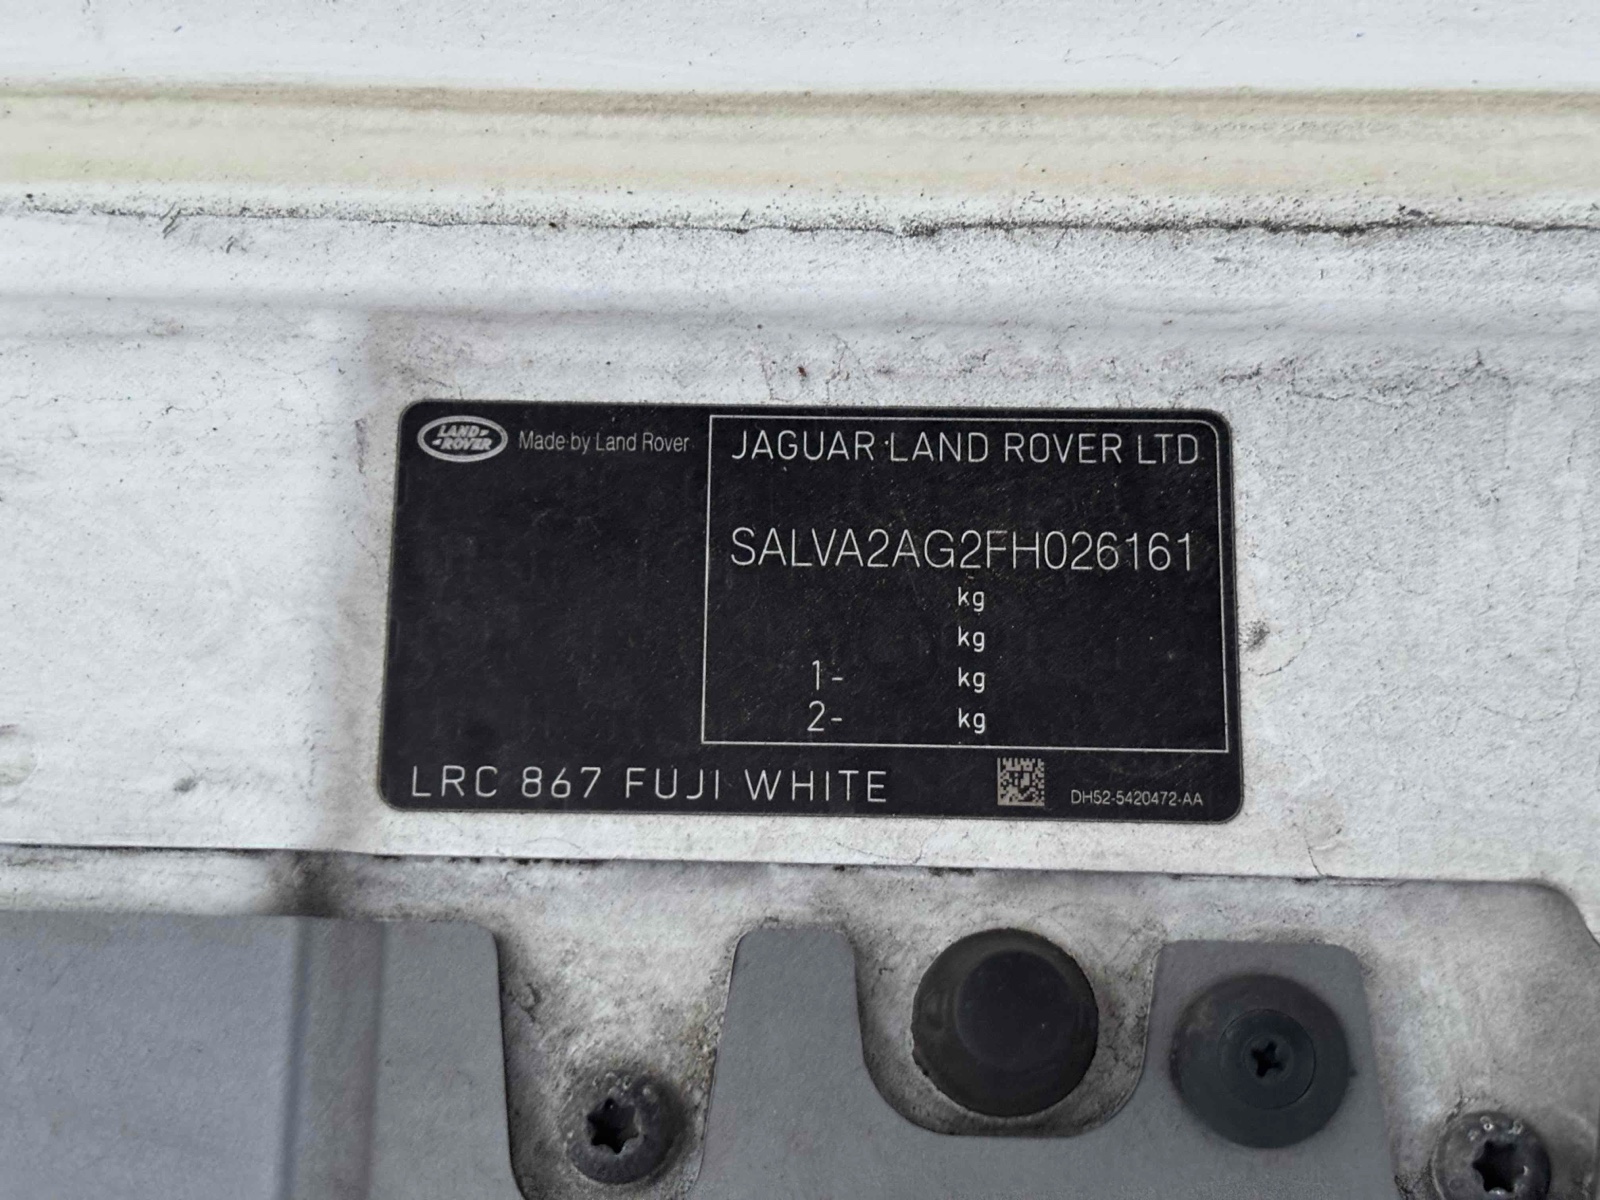 LAND ROVER Made by Land Rover
JAGUAR LAND ROVER LTD
SALVA2AG2FH026161
kg
kg
1- kg
2- kg
LRC 867 FUJI WHITE
DH52-5420472-AA